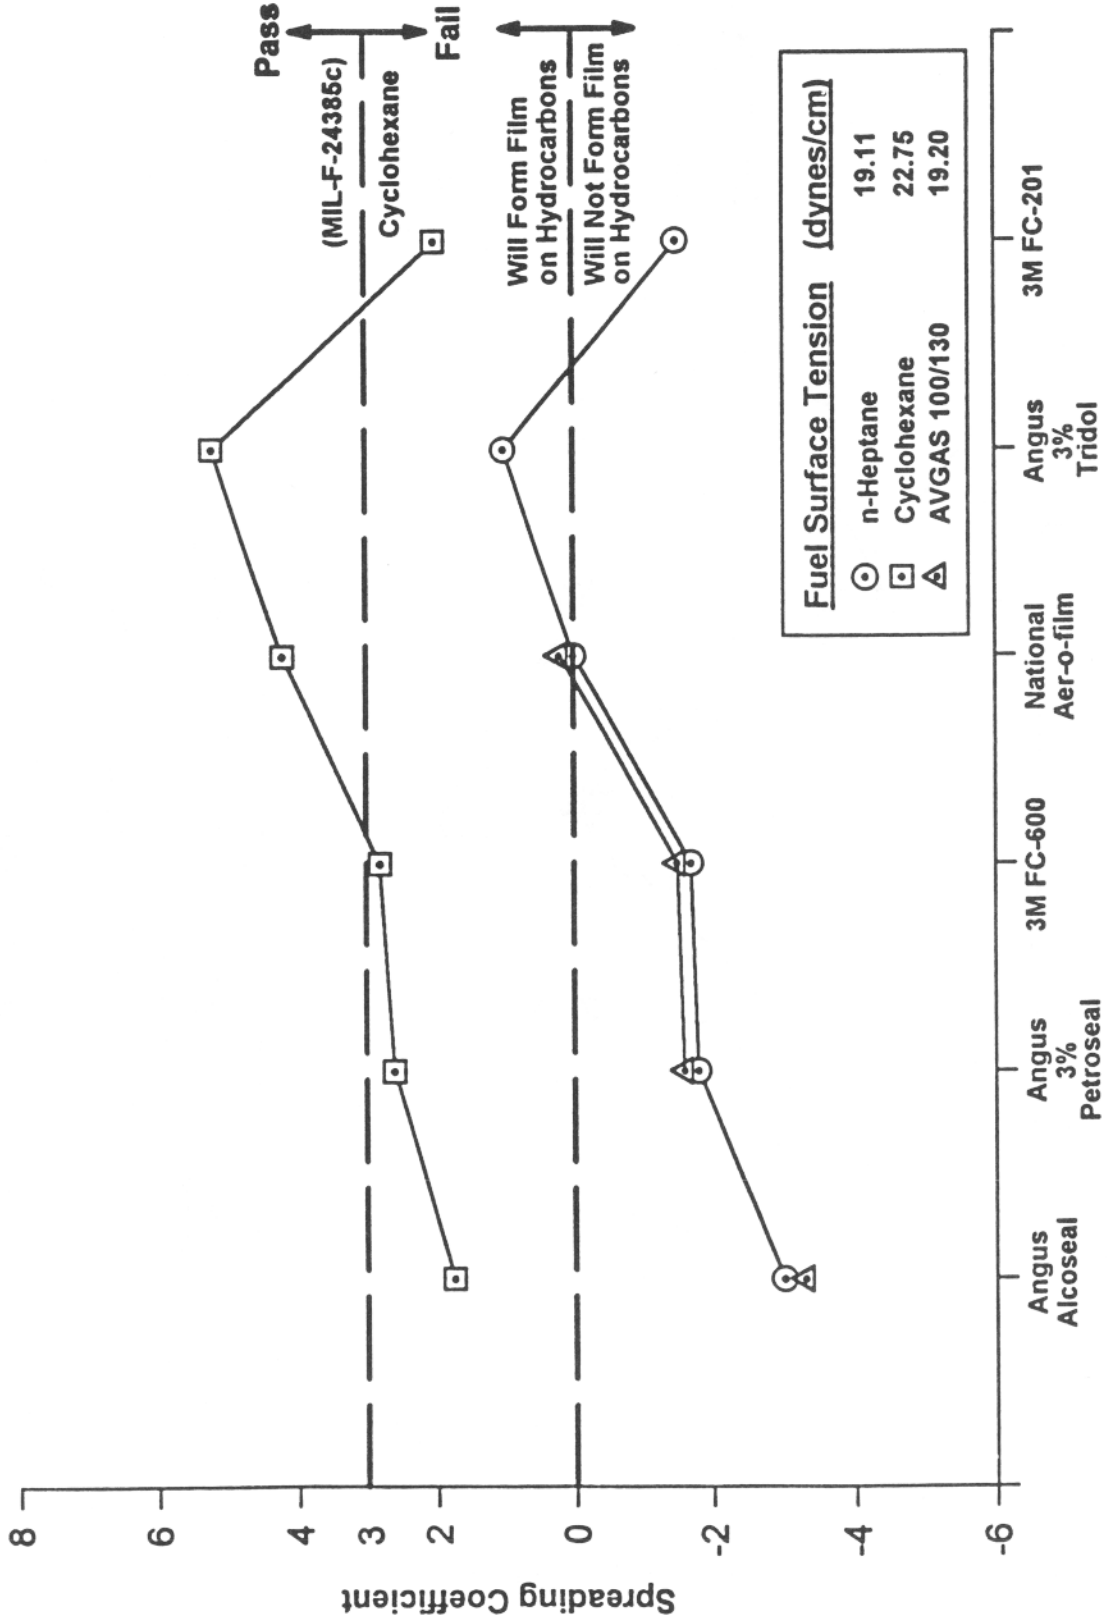 Pass
(MIL-F-24385c)
Cyclohexane
Fail
Will Form Film
on Hydrocarbons
Will Not Form Film
on Hydrocarbons
8
6
4
3
2
0
-2
-4
-6
Spreading Coefficient
Fuel Surface Tension (dynes/cm)
n-Heptane 19.11
Cyclohexane 22.75
AVGAS 100/130 19.20
Angus
Alcoseal
Angus
3%
Petroseal
3M FC-600
National
Aer-o-film
Angus
3%
Tridol
3M FC-201